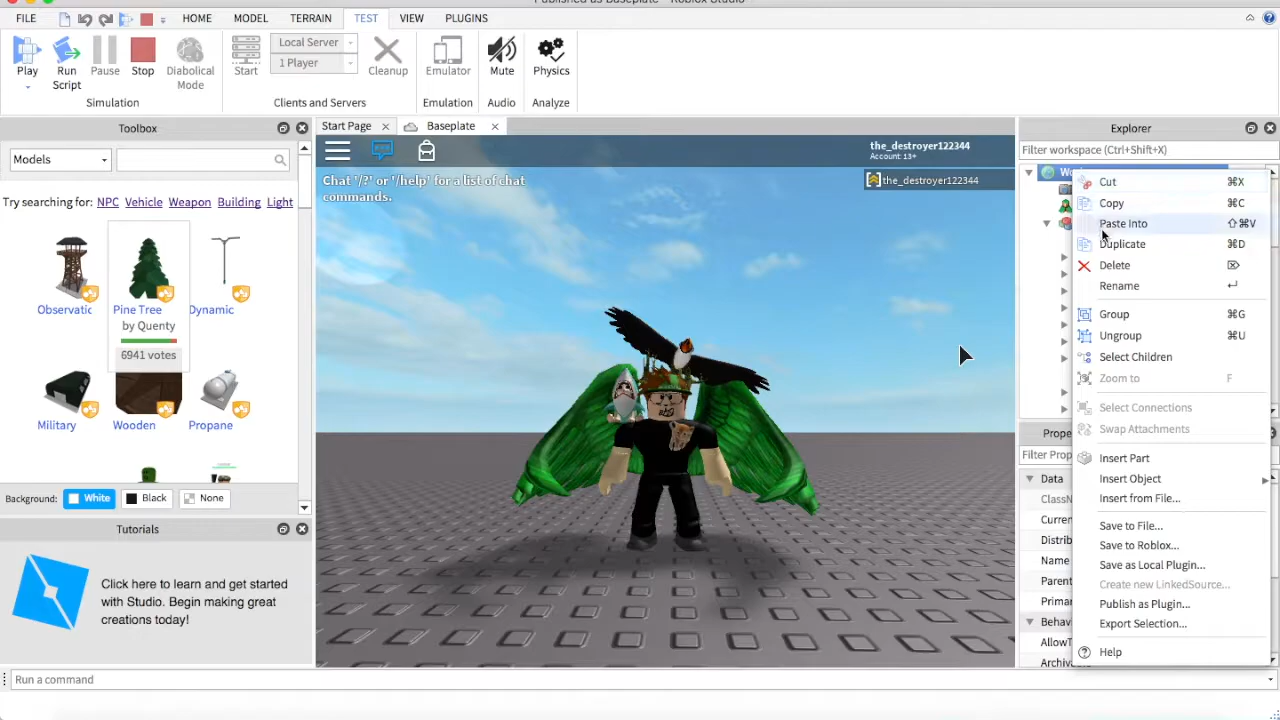 Published as Baseplate - Roblox Studio
FILE HOME MODEL TERRAIN TEST VIEW PLUGINS
Play Run Script Pause Stop Diabolical Mode
Simulation
Start Local Server 1 Player Cleanup
Clients and Servers
Emulator
Emulation
Mute
Audio
Physics
Analyze
Toolbox
Models
Try searching for: NPC Vehicle Weapon Building Light
Observatic Pine Tree Dynamic
by Quenty
6941 votes
Military Wooden Propane
Background: White Black None
Tutorials
Click here to learn and get started
with Studio. Begin making great
creations today!
Start Page Baseplate
the_destroyer122344
Account: 13+
the_destroyer122344
Chat '/?' or '/help' for a list of chat
commands.
Explorer
Filter workspace (Ctrl+Shift+X)
Cut ⌘X
Copy ⌘C
Paste Into ⇧⌘V
Duplicate ⌘D
Delete
Rename
Group ⌘G
Ungroup ⌘U
Select Children
Zoom to F
Select Connections
Swap Attachments
Insert Part
Insert Object
Insert from File...
Save to File...
Save to Roblox...
Save as Local Plugin...
Create new LinkedSource...
Publish as Plugin...
Export Selection...
Help
Data
Name
Run a command